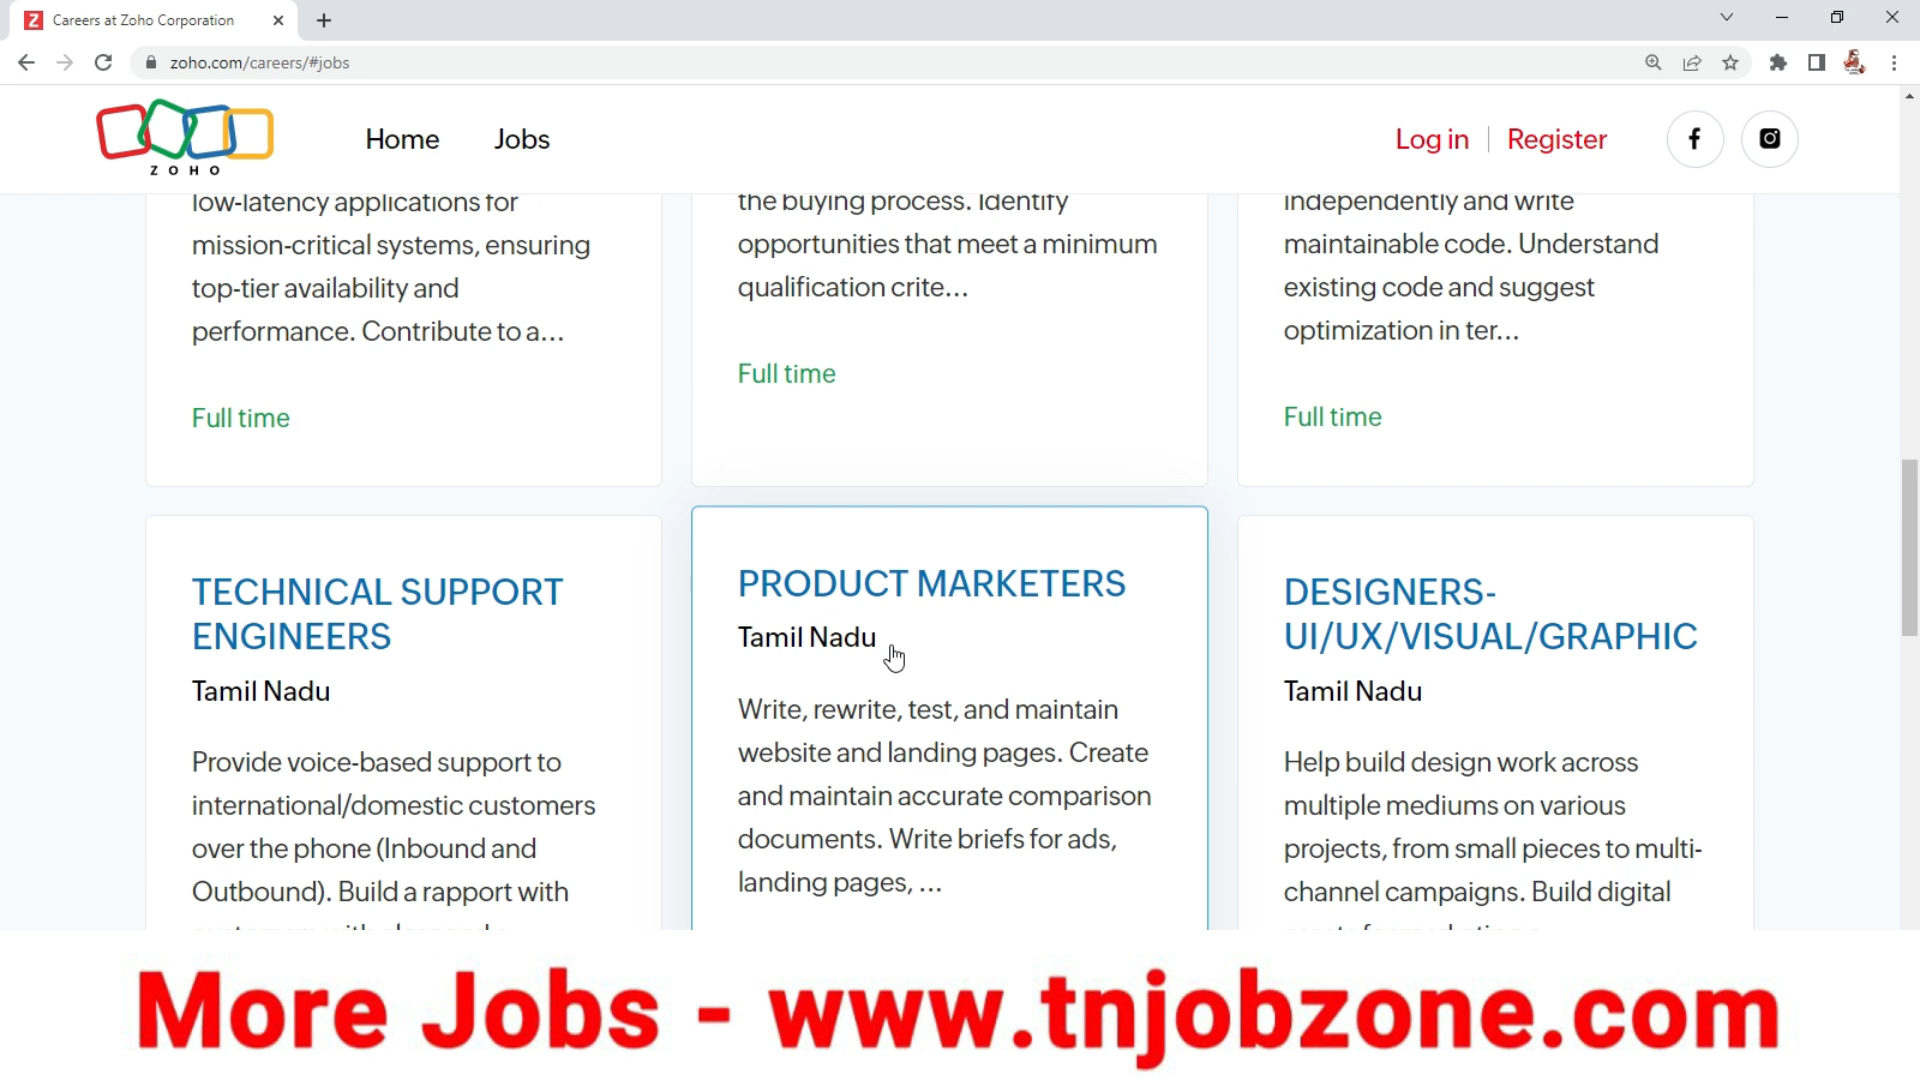 Careers at Zoho Corporation
zoho.com/careers/#jobs
ZOHO
Home
Jobs
Log in
Register
low-latency applications for
mission-critical systems, ensuring
top-tier availability and
performance. Contribute to a...
Full time
the buying process. Identify
opportunities that meet a minimum
qualification crite...
Full time
independently and write
maintainable code. Understand
existing code and suggest
optimization in ter...
Full time
TECHNICAL SUPPORT
ENGINEERS
Tamil Nadu
Provide voice-based support to
international/domestic customers
over the phone (Inbound and
Outbound). Build a rapport with
PRODUCT MARKETERS
Tamil Nadu
Write, rewrite, test, and maintain
website and landing pages. Create
and maintain accurate comparison
documents. Write briefs for ads,
landing pages, ...
DESIGNERS-
UI/UX/VISUAL/GRAPHIC
Tamil Nadu
Help build design work across
multiple mediums on various
projects, from small pieces to multi-
channel campaigns. Build digital
More Jobs - www.tnjobzone.com